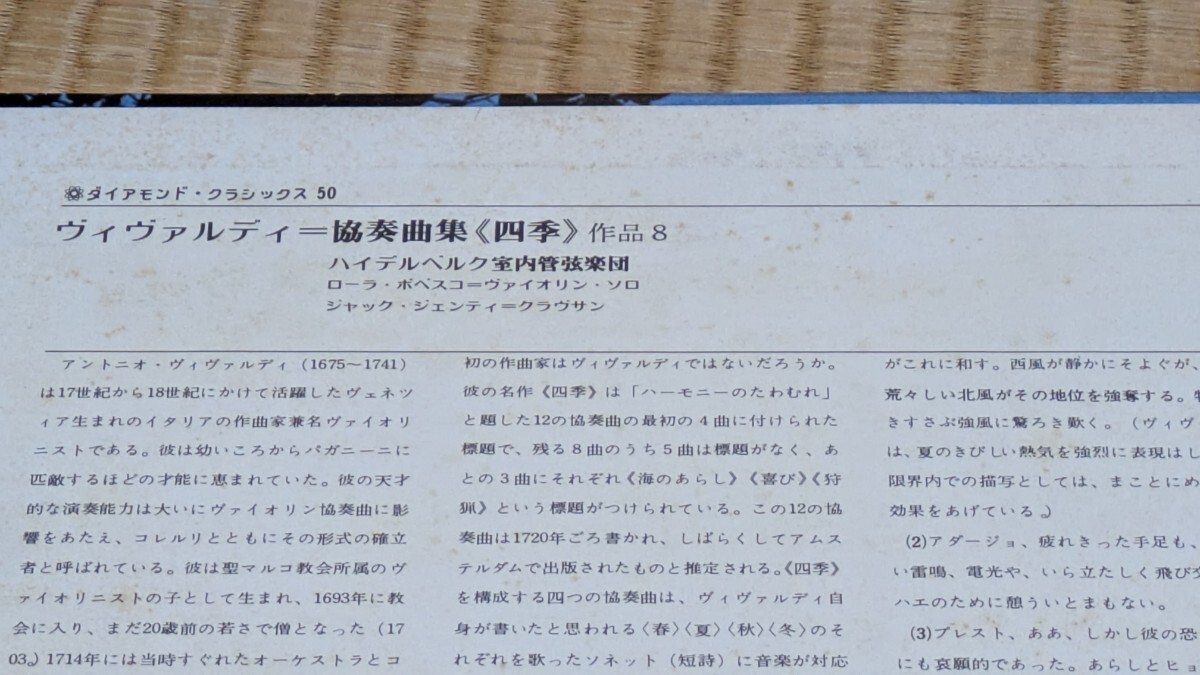 ダイアモンド・クラシックス 50
ヴィヴァルディ＝協奏曲集《四季》作品8
ハイデルベルク室内管弦楽団
ローラ・ボベスコ＝ヴァイオリン・ソロ
ジャック・ジェンティ＝クラヴサン
アントニオ・ヴィヴァルディ（1675〜1741）
は17世紀から18世紀にかけて活躍したヴェネツ
ィア生まれのイタリアの作曲家兼名ヴァイオリ
ニストである。彼は幼いころからパガニーニに
匹敵するほどの才能に恵まれていた。彼の天才
的な演奏能力は大いにヴァイオリン協奏曲に影
響をあたえ、コレルリとともにその形式の確立
者と呼ばれている。彼は聖マルコ教会所属のヴ
ァイオリニストの子として生まれ、1693年に教
会に入り、まだ20歳前の若さで僧となった（17
03。）1714年には当時すぐれたオーケストラとコ
初の作曲家はヴィヴァルディではないだろうか。
彼の名作《四季》は「ハーモニーのたわむれ」
と題した12の協奏曲の最初の4曲に付けられた
標題で、残る8曲のうち5曲は標題がなく、あ
との3曲にそれぞれ《海のあらし》《喜び》《狩
猟》という標題がつけられている。この12の協
奏曲は1720年ごろ書かれ、しばらくしてアムス
テルダムで出版されたものと推定される。《四季》
を構成する四つの協奏曲は、ヴィヴァルディ自
身が書いたと思われる〈春〉〈夏〉〈秋〉〈冬〉のそ
れぞれを歌ったソネット（短詩）に音楽が対応
がこれに和す。西風が静かにそよぐが、
荒々しい北風がその地位を強奪する。
きすさぶ強風に驚ろき歎く。（ヴィヴ
は、夏のきびしい熱気を強烈に表現はし
限界内での描写としては、まことにめ
効果をあげている。）
(2)アダージョ、疲れきった手足も、
い雷鳴、電光や、いら立たしく飛び交
ハエのために憩ういとまもない。
(3)プレスト、ああ、しかし彼の恐
にも哀願的であった。あらしとヒョ